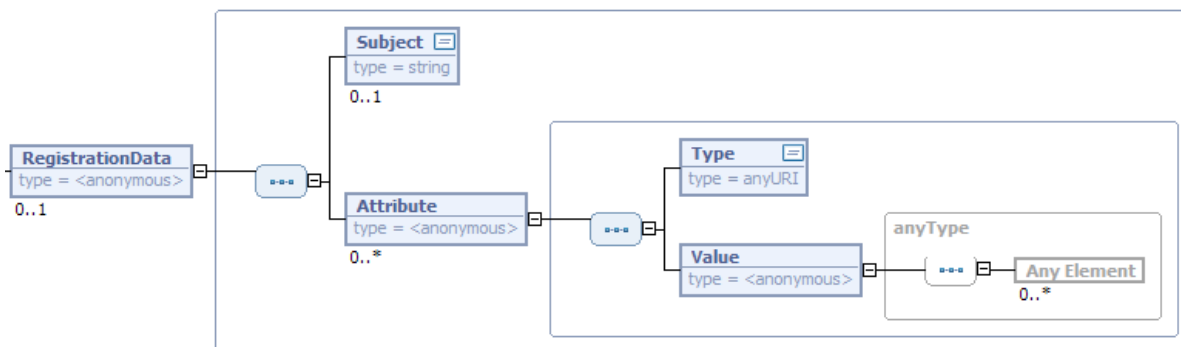 Subject
type = string
0..1
RegistrationData
type = <anonymous>
0..1
Attribute
type = <anonymous>
0..*
Type
type = anyURI
Value
type = <anonymous>
anyType
Any Element
0..*